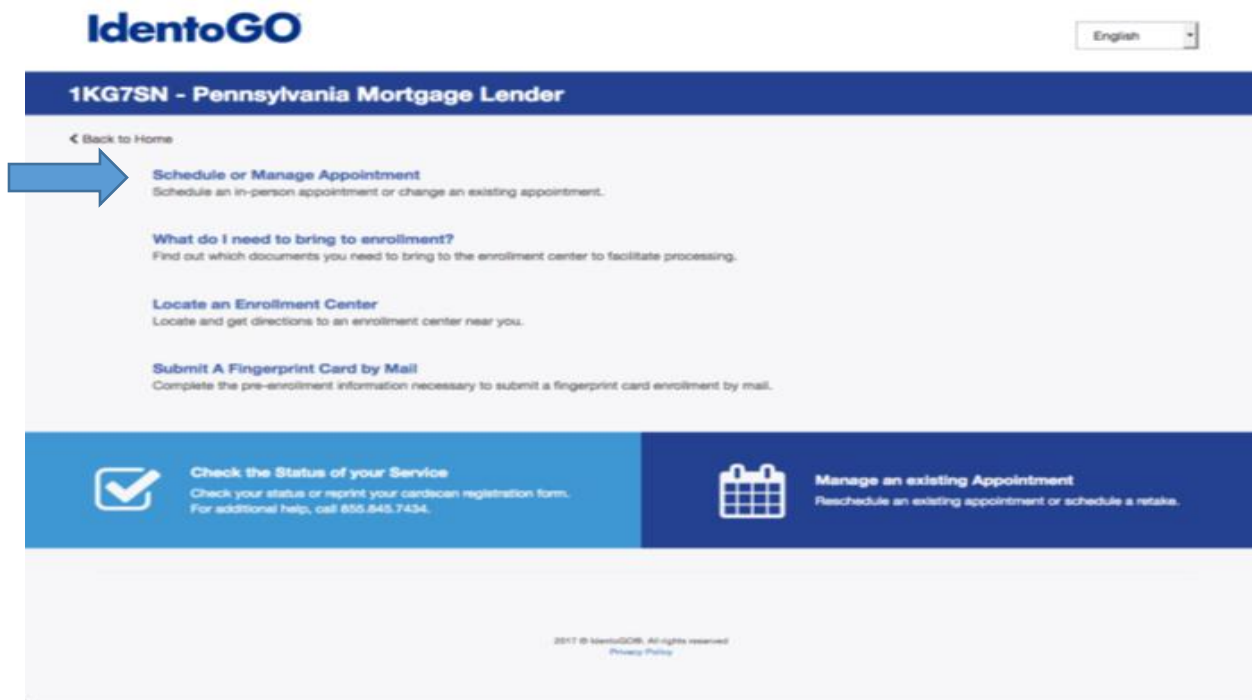 IdentoGO
English
1KG7SN - Pennsylvania Mortgage Lender
Back to Home
Schedule or Manage Appointment
Schedule an in-person appointment or change an existing appointment.
What do I need to bring to enrollment?
Find out which documents you need to bring to the enrollment center to facilitate processing.
Locate an Enrollment Center
Locate and get directions to an enrollment center near you.
Submit A Fingerprint Card by Mail
Complete the pre-enrollment information necessary to submit a fingerprint card enrollment by mail.
Check the Status of your Service
Check your status or reprint your cardscan registration form.
For additional help, call 855.845.7434.
Manage an existing Appointment
Reschedule an existing appointment or schedule a retake.
2017 © IdentoGO®. All rights reserved
Privacy Policy